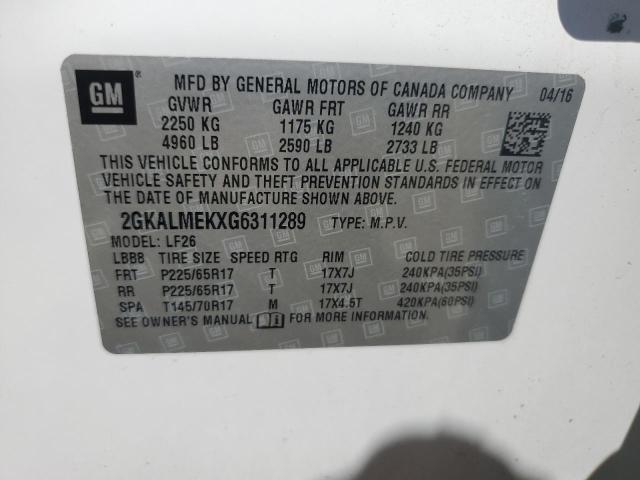 GM ® MFD BY GENERAL MOTORS OF CANADA COMPANY 04/16
GVWR GAWR FRT GAWR RR
2250 KG 1175 KG 1240 KG
4960 LB 2590 LB 2733 LB
THIS VEHICLE CONFORMS TO ALL APPLICABLE U.S. FEDERAL MOTOR
VEHICLE SAFETY AND THEFT PREVENTION STANDARDS IN EFFECT ON
THE DATE OF MANUFACTURE SHOWN ABOVE.
2GKALMEKXG6311289 TYPE: M.P.V.
MODEL: LF26
LBBB TIRE SIZE SPEED RTG RIM COLD TIRE PRESSURE
FRT P225/65R17 T 17X7J 240KPA(35PSI)
RR P225/65R17 T 17X7J 240KPA(35PSI)
SPA T145/70R17 M 17X4.5T 420KPA(60PSI)
SEE OWNER'S MANUAL FOR MORE INFORMATION.